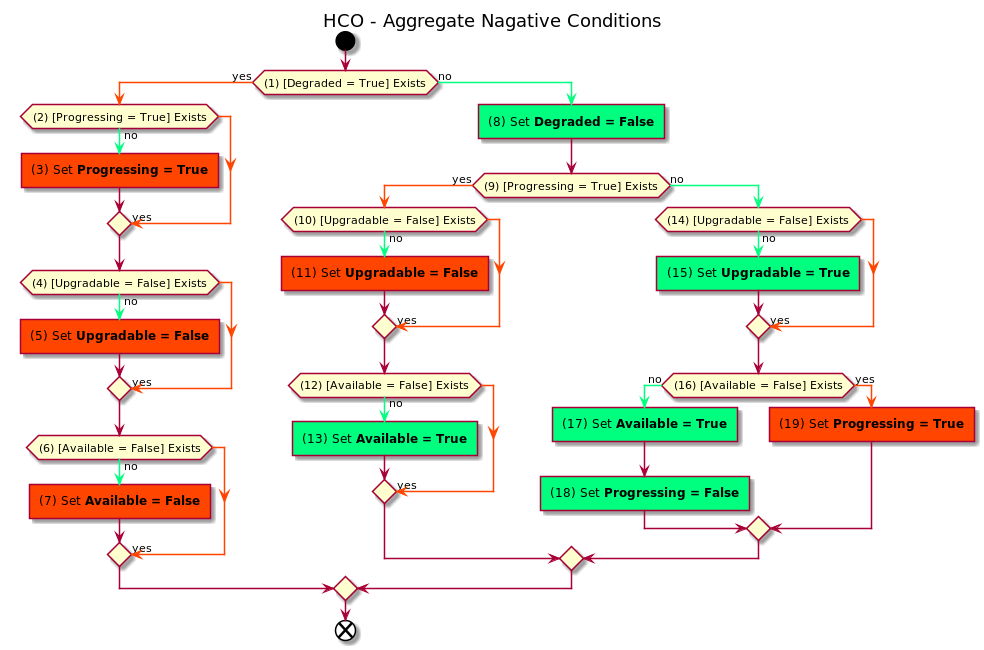 HCO - Aggregate Nagative Conditions
yes
(1) [Degraded = True] Exists
no
(2) [Progressing = True] Exists
no
(3) Set Progressing = True
yes
(4) [Upgradable = False] Exists
no
(5) Set Upgradable = False
yes
(6) [Available = False] Exists
no
(7) Set Available = False
yes
(8) Set Degraded = False
yes
(9) [Progressing = True] Exists
no
(10) [Upgradable = False] Exists
no
(11) Set Upgradable = False
yes
(12) [Available = False] Exists
no
(13) Set Available = True
yes
(14) [Upgradable = False] Exists
no
(15) Set Upgradable = True
yes
no
(16) [Available = False] Exists
yes
(17) Set Available = True
(18) Set Progressing = False
(19) Set Progressing = True